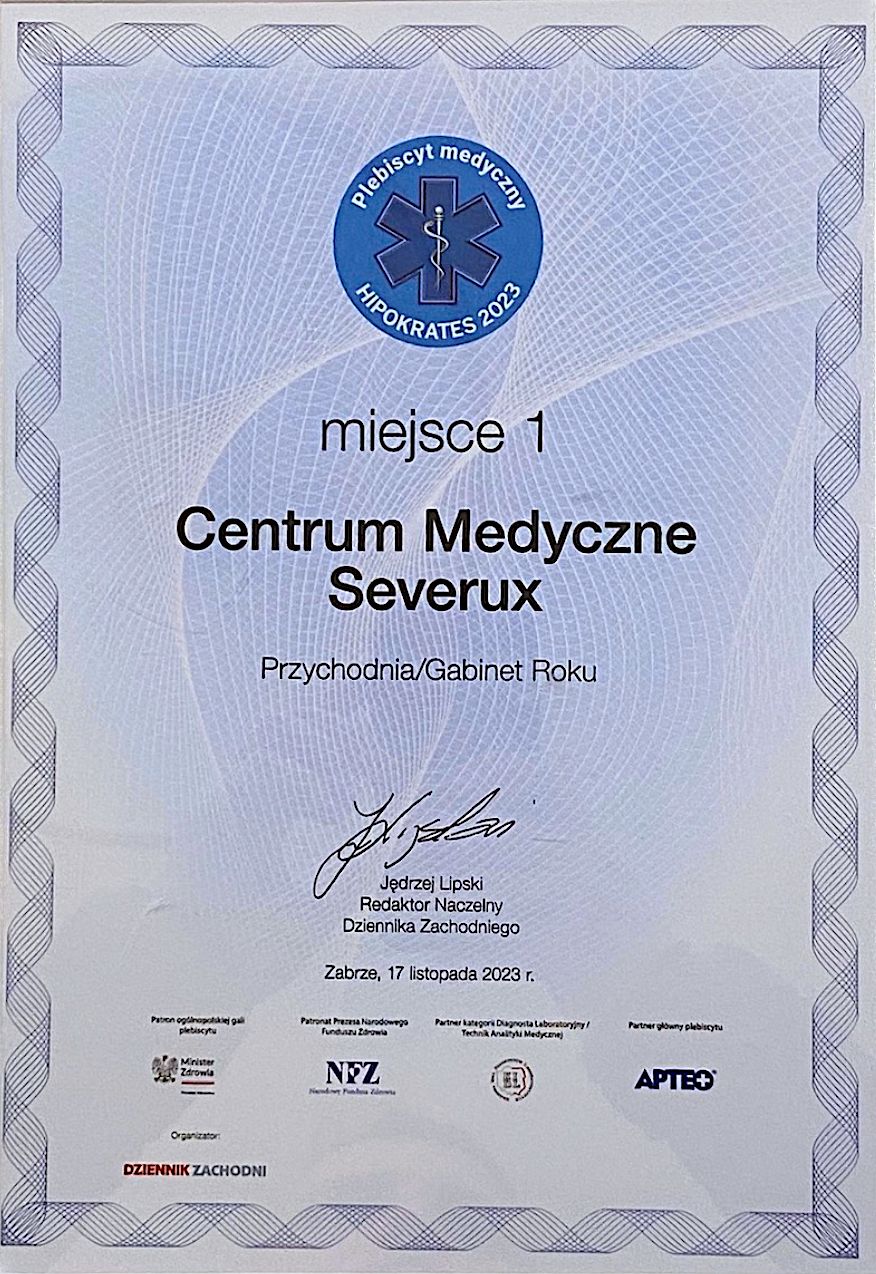 Plebiscyt medyczny
HIPOKRATES 2023
miejsce 1
Centrum Medyczne
Severux
Przychodnia/Gabinet Roku
Jędrzej Lipski
Redaktor Naczelny
Dziennika Zachodniego
Zabrze, 17 listopada 2023 r.
Patron ogólnopolskiej gali
plebiscytu
Minister
Zdrowia
Patronat Prezesa Narodowego
Funduszu Zdrowia
NFZ
Narodowy Fundusz Zdrowia
Partner kategorii Diagnosta Laboratoryjny /
Technik Analityki Medycznej
Partner główny plebiscytu
APTEO
Organizator:
DZIENNIK ZACHODNI